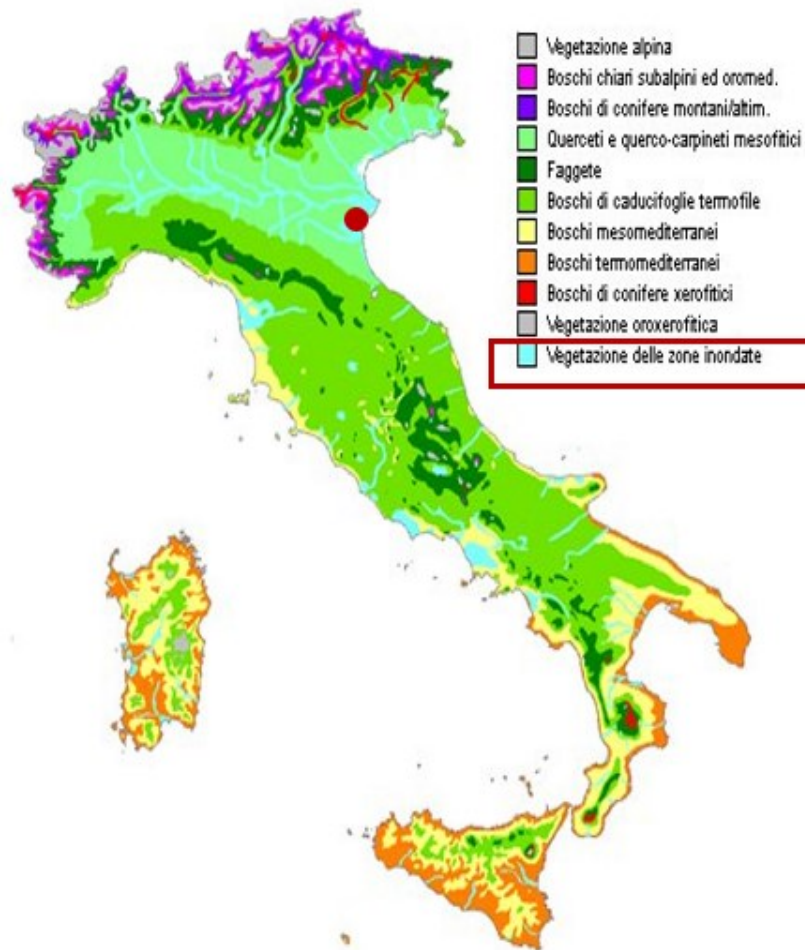 Vegetazione alpina
Boschi chiari subalpini ed oromed.
Boschi di conifere montani/altim.
Querceti e querco-carpineti mesofitici
Faggete
Boschi di caducifoglie termofile
Boschi mesomediterranei
Boschi termomediterranei
Boschi di conifere xerofitici
Vegetazione oroxerofitica
Vegetazione delle zone inondate